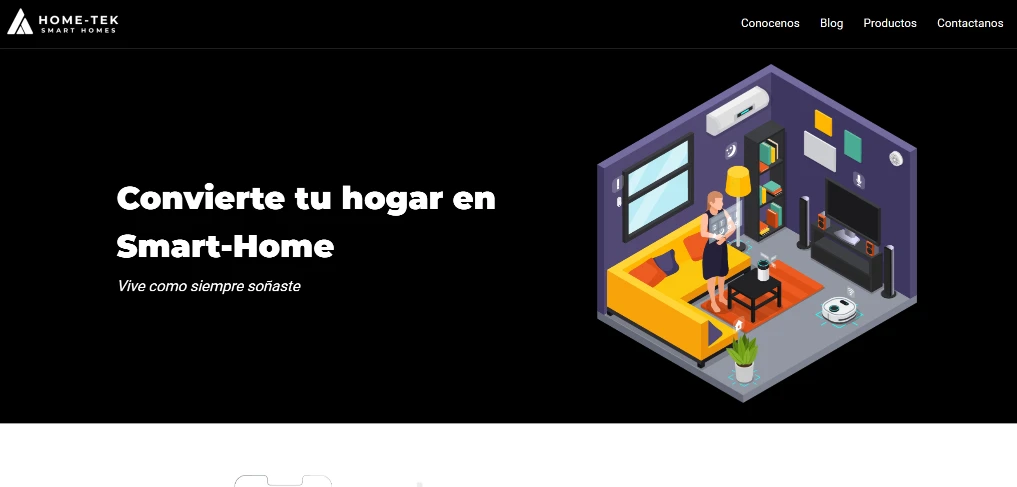 HOME-TEK
SMART HOMES
Conocenos Blog Productos Contactanos
Convierte tu hogar en
Smart-Home
Vive como siempre soñaste